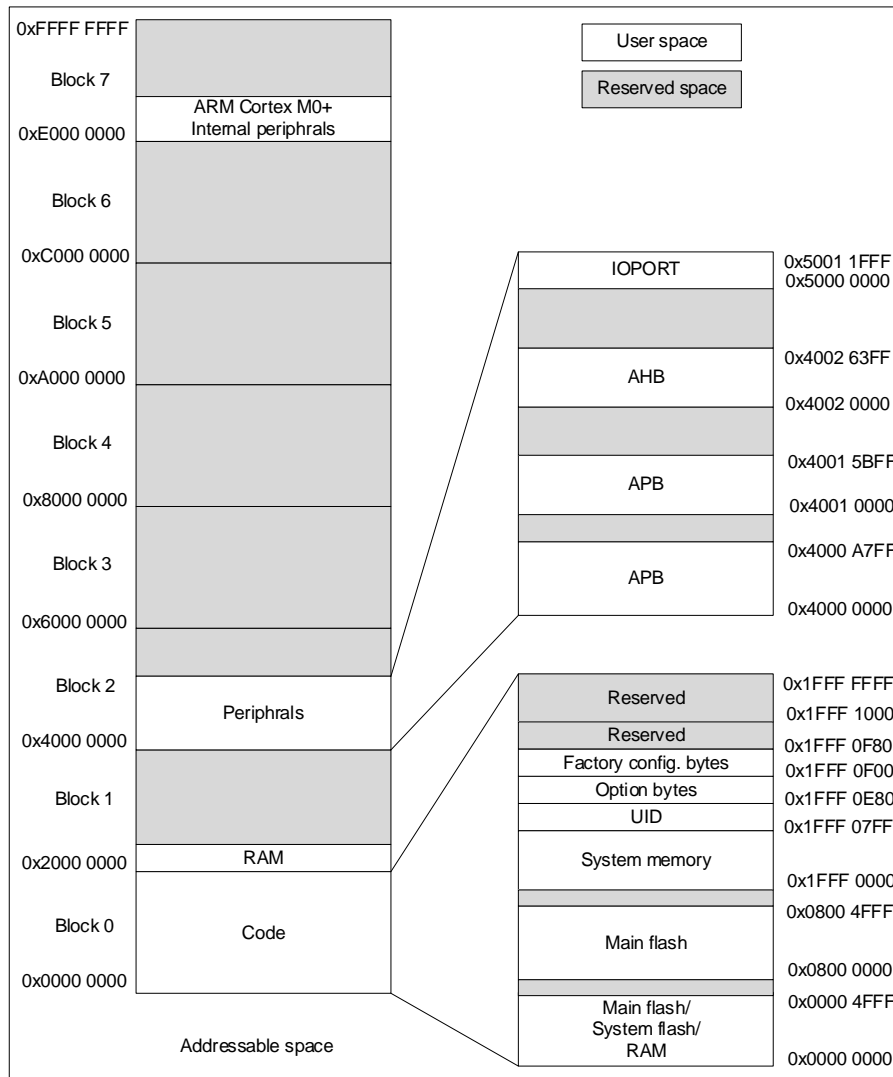 0xFFFF FFFF
Block 7
ARM Cortex M0+
Internal periphrals
0xE000 0000
Block 6
0xC000 0000
Block 5
0xA000 0000
Block 4
0x8000 0000
Block 3
0x6000 0000
Block 2
Periphrals
0x4000 0000
Block 1
0x2000 0000
RAM
Block 0
Code
0x0000 0000
Addressable space
User space
Reserved space
IOPORT
0x5001 1FFF
0x5000 0000
AHB
0x4002 63FF
0x4002 0000
0x4001 5BFF
APB
0x4001 0000
0x4000 A7FF
APB
0x4000 0000
0x1FFF FFFF
Reserved
0x1FFF 1000
Reserved
0x1FFF 0F80
Factory config. bytes
0x1FFF 0F00
Option bytes
0x1FFF 0E80
UID
0x1FFF 07FF
System memory
0x1FFF 0000
0x0800 4FFF
Main flash
0x0800 0000
0x0000 4FFF
Main flash/
System flash/
RAM
0x0000 0000